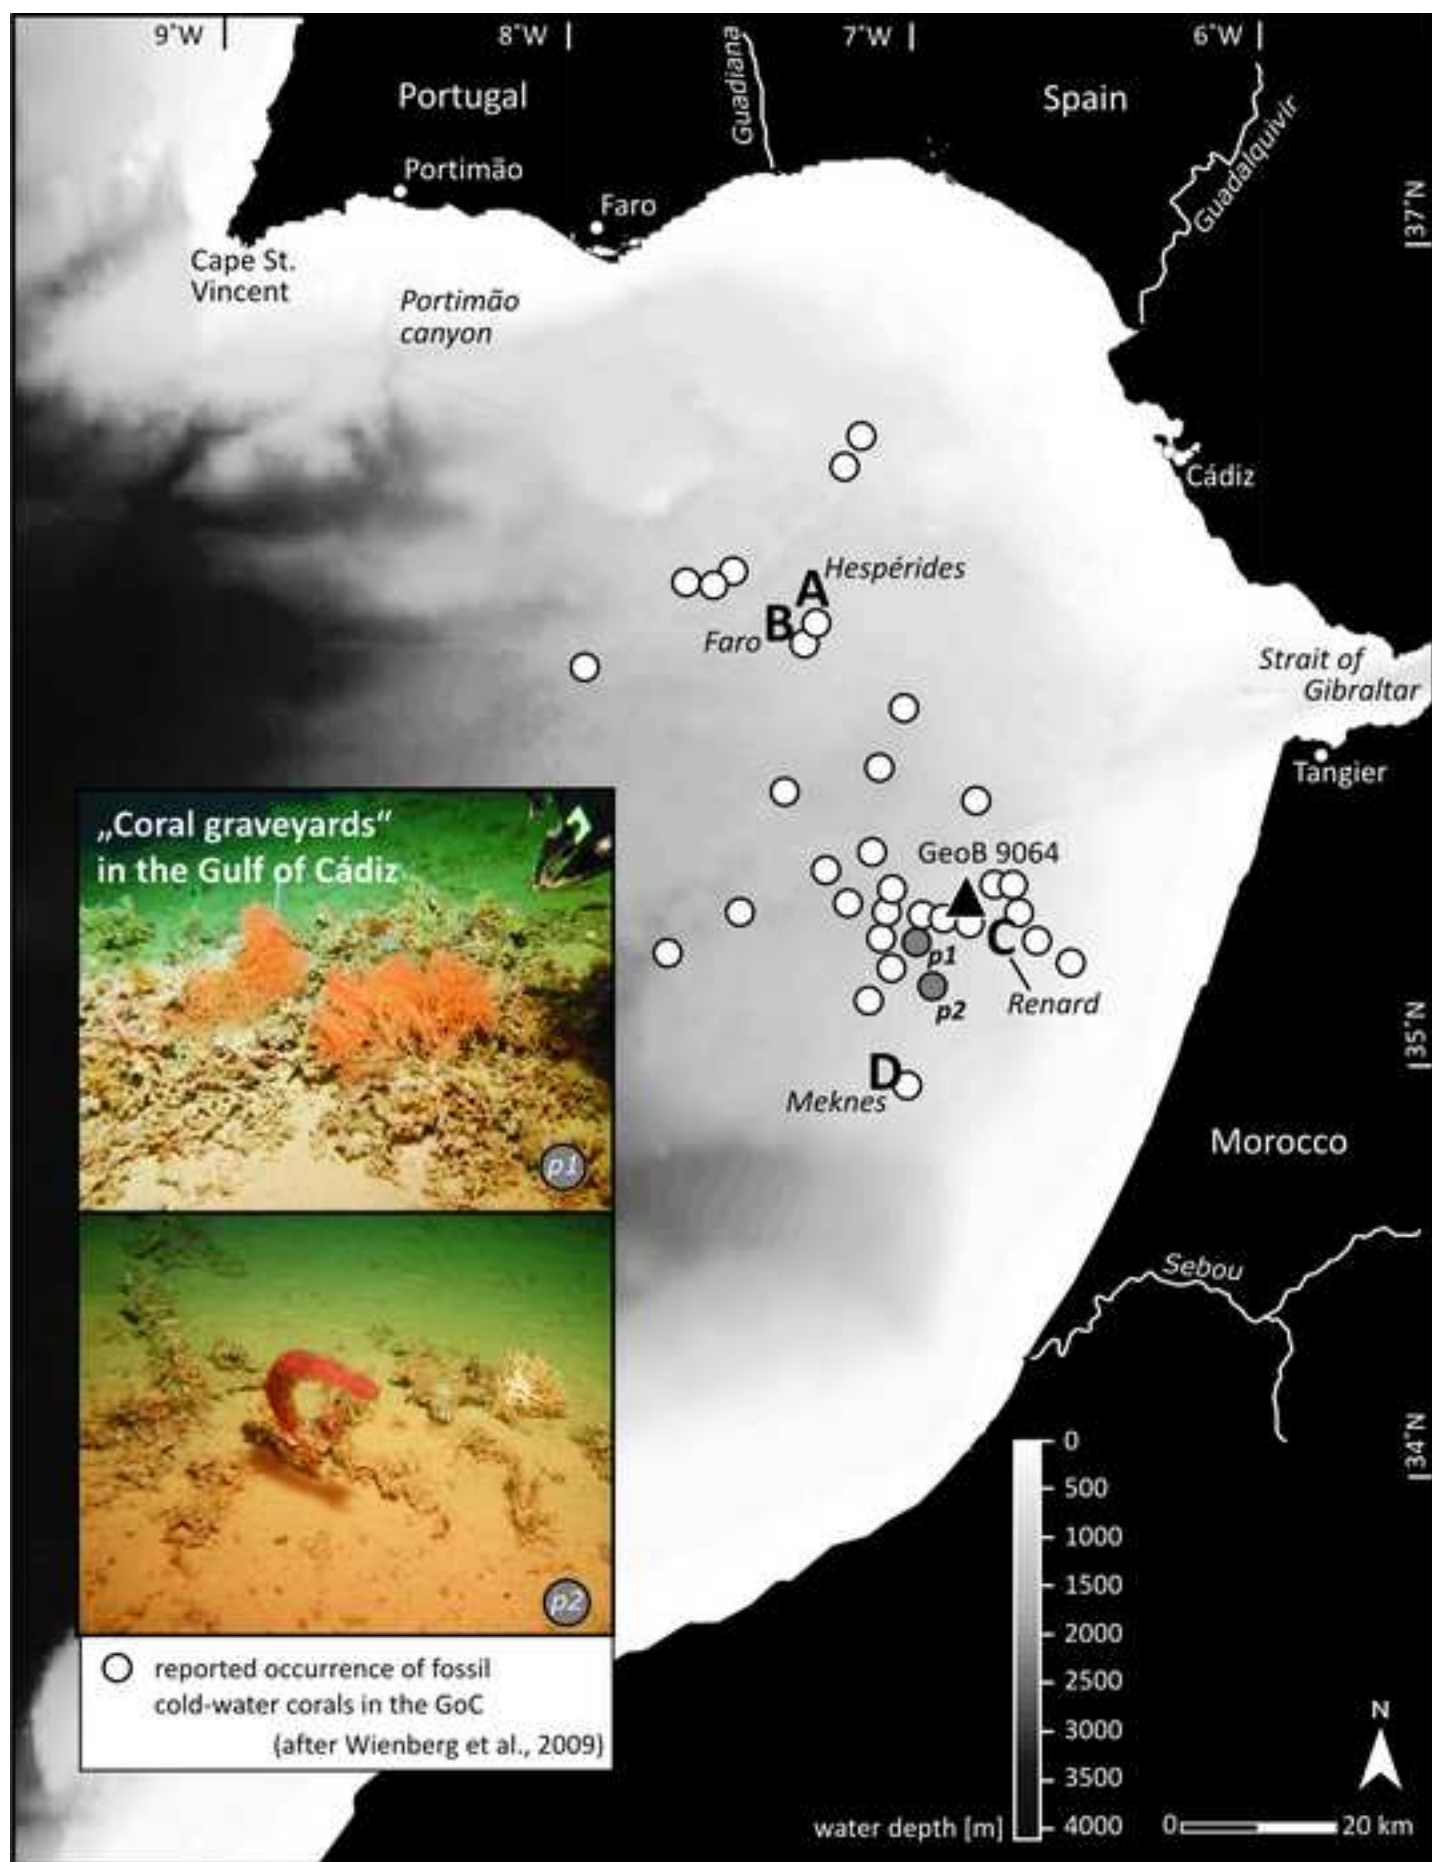 9°W
8°W
7°W
6°W
Portugal
Spain
Guadiana
Guadalquivir
Portimão
Faro
37°N
Cape St.
Vincent
Portimão
canyon
Cádiz
A
Hespérides
B
Faro
Strait of
Gibraltar
Tangier
„Coral graveyards“
in the Gulf of Cádiz
GeoB 9064
C
p1
p2
Renard
35°N
D
Meknes
p1
Morocco
Sebou
34°N
0
500
1000
1500
2000
2500
3000
3500
4000
water depth [m]
p2
reported occurrence of fossil
cold-water corals in the GoC
(after Wienberg et al., 2009)
N
0
20 km